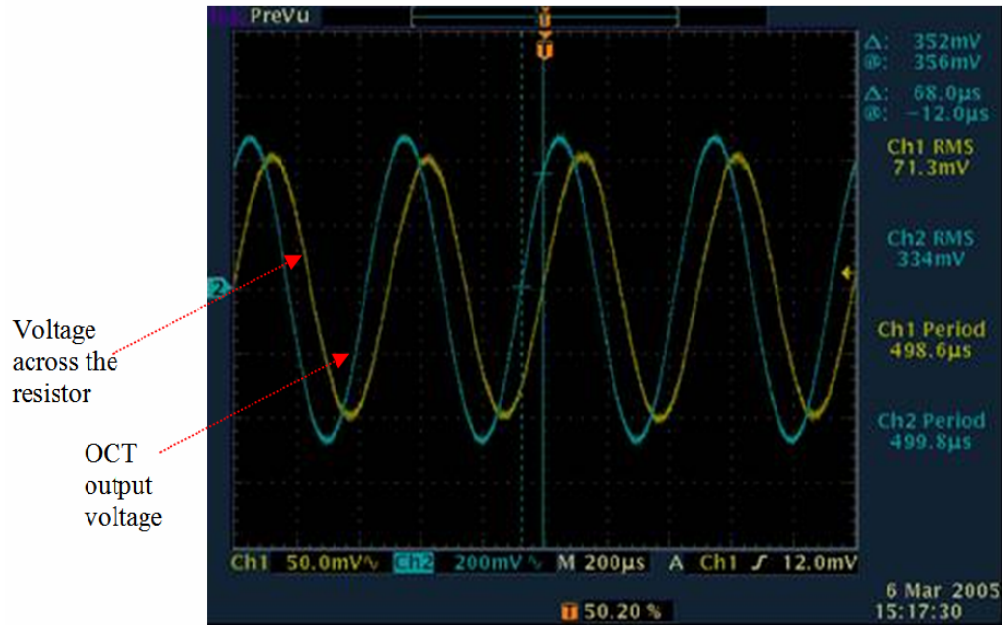 PreVu
T
T
Δ: 352mV
@: 356mV
Δ: 68.0µs
@: −12.0µs
Ch1 RMS
71.3mV
Ch2 RMS
334mV
Ch1 Period
498.6µs
Ch2 Period
499.8µs
2
Voltage
across the
resistor
OCT
output
voltage
Ch1 50.0mV∿ Ch2 200mV∿ M 200µs A Ch1 ƒ 12.0mV
T 50.20 %
6 Mar 2005
15:17:30